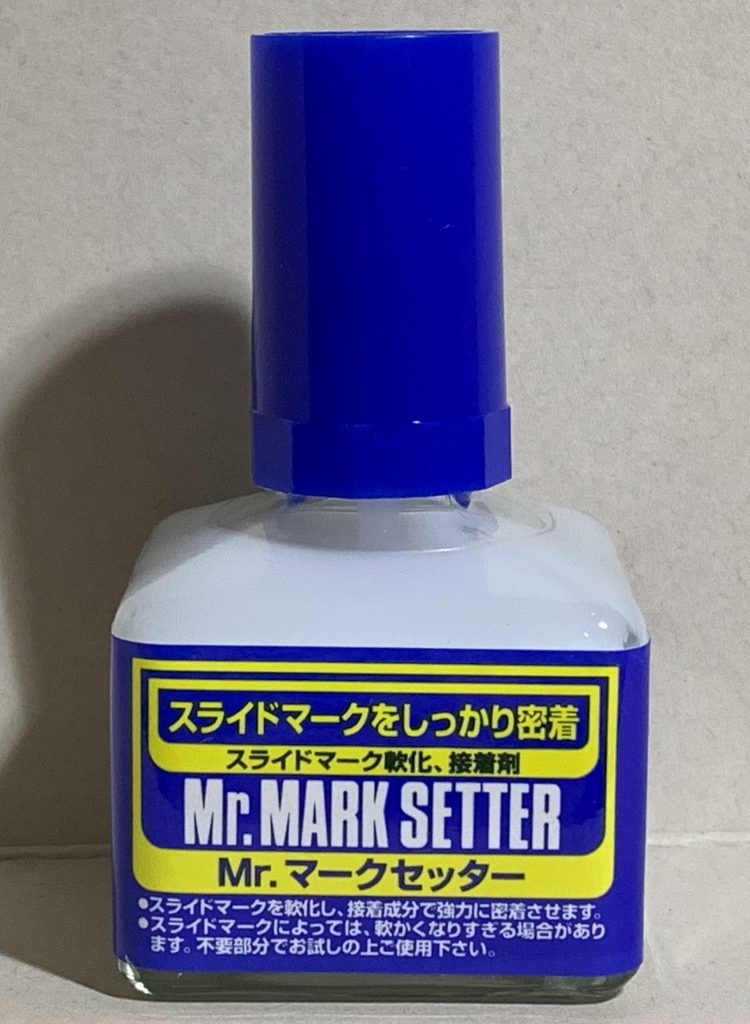 スライドマークをしっかり密着
スライドマーク軟化、接着剤
Mr.MARK SETTER
Mr.マークセッター
●スライドマークを軟化し、接着成分で強力に密着させます。
●スライドマークによっては、軟かくなりすぎる場合があり
ます。不要部分でお試しの上ご使用下さい。